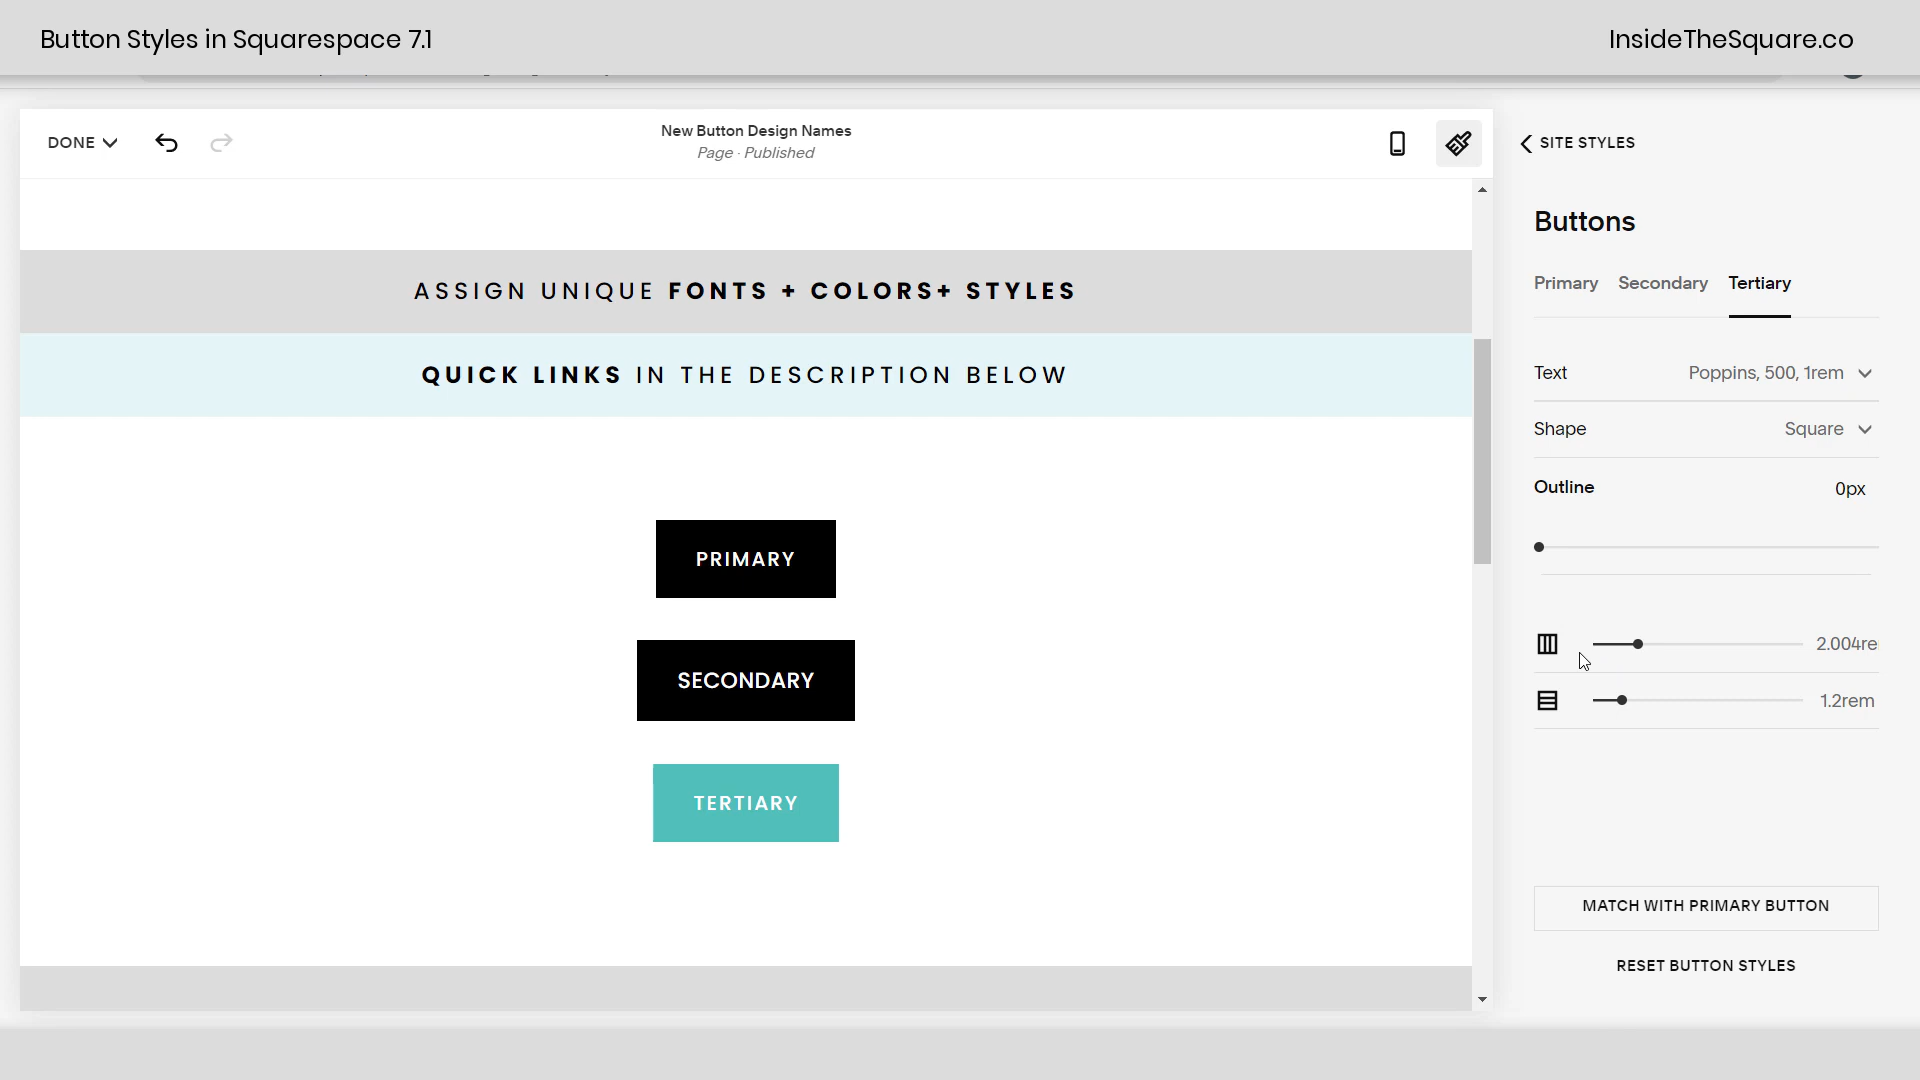 Button Styles in Squarespace 7.1
InsideTheSquare.co
DONE
New Button Design Names
Page · Published
SITE STYLES
Buttons
Primary Secondary Tertiary
Text Poppins, 500, 1rem
Shape Square
Outline 0px
2.004re
1.2rem
MATCH WITH PRIMARY BUTTON
RESET BUTTON STYLES
ASSIGN UNIQUE FONTS + COLORS+ STYLES
QUICK LINKS IN THE DESCRIPTION BELOW
PRIMARY
SECONDARY
TERTIARY